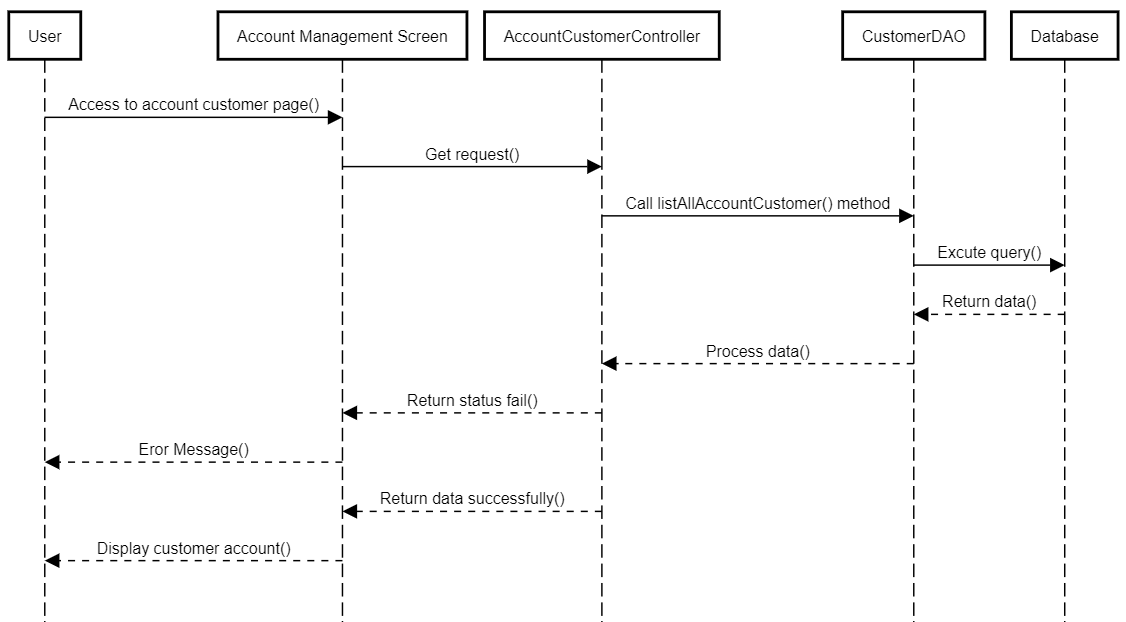 User
Account Management Screen
AccountCustomerController
CustomerDAO
Database
Access to account customer page()
Get request()
Call listAllAccountCustomer() method
Excute query()
Return data()
Process data()
Return status fail()
Eror Message()
Return data successfully()
Display customer account()